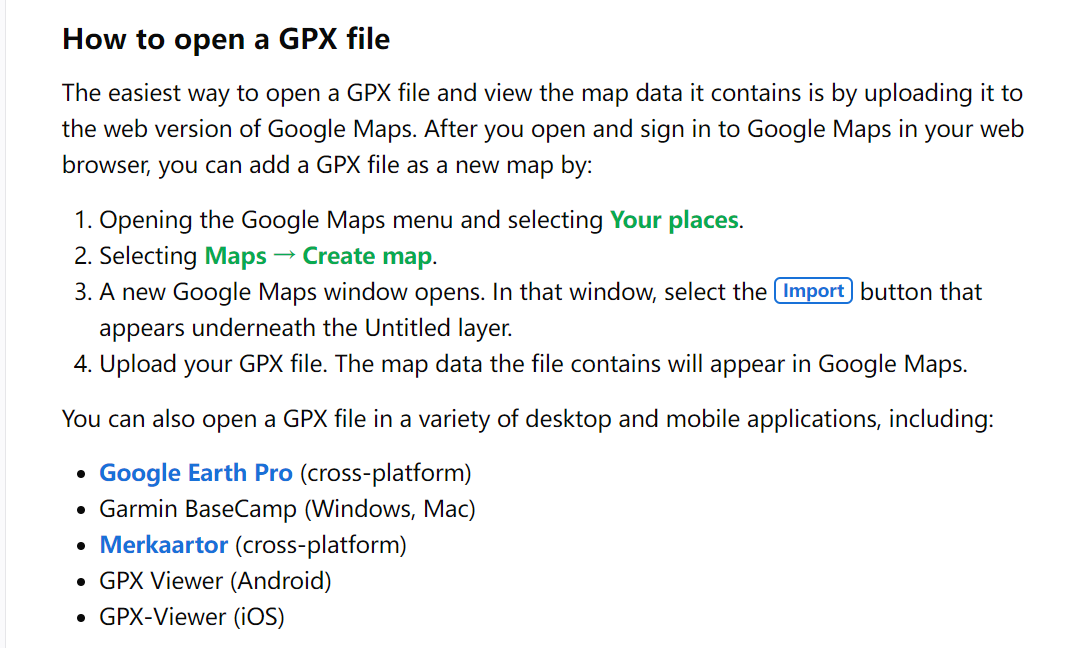 How to open a GPX file
The easiest way to open a GPX file and view the map data it contains is by uploading it to
the web version of Google Maps. After you open and sign in to Google Maps in your web
browser, you can add a GPX file as a new map by:
1. Opening the Google Maps menu and selecting Your places.
2. Selecting Maps → Create map.
3. A new Google Maps window opens. In that window, select the Import button that
appears underneath the Untitled layer.
4. Upload your GPX file. The map data the file contains will appear in Google Maps.
You can also open a GPX file in a variety of desktop and mobile applications, including:
• Google Earth Pro (cross-platform)
• Garmin BaseCamp (Windows, Mac)
• Merkaartor (cross-platform)
• GPX Viewer (Android)
• GPX-Viewer (iOS)